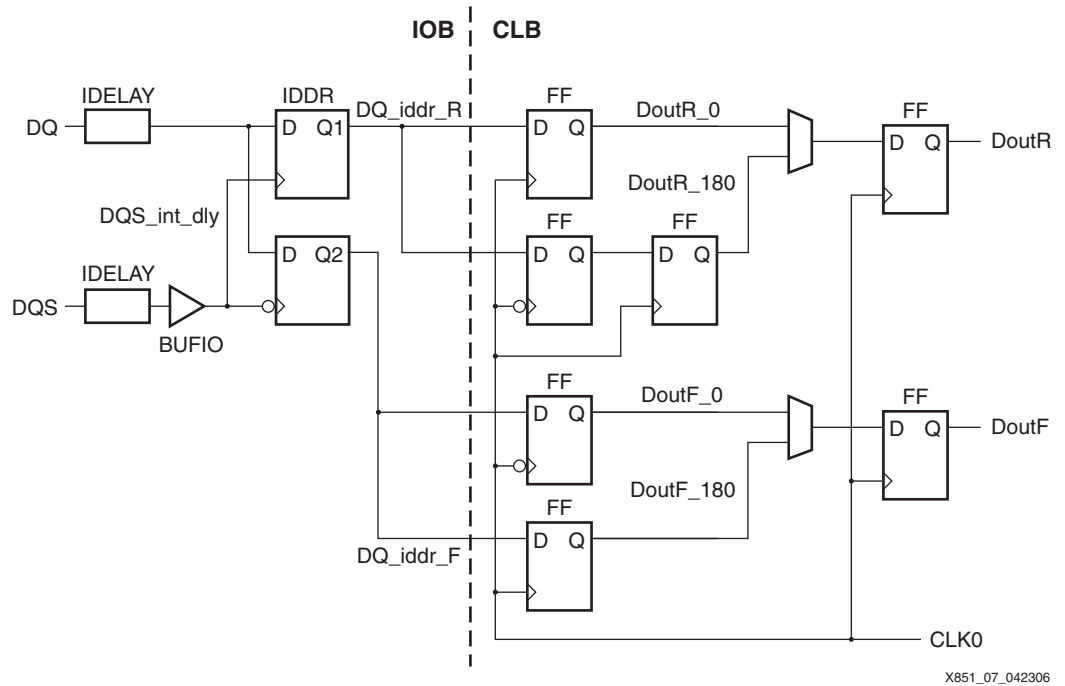 IOB CLB
IDELAY IDDR DQ_iddr_R FF DoutR_0 FF
DQ D Q1 D Q D Q DoutR
DoutR_180
DQS_int_dly FF FF
IDELAY D Q2 D Q D Q
DQS
BUFIO
FF DoutF_0 FF
D Q D Q DoutF
DoutF_180
FF
DQ_iddr_F D Q
CLK0
X851_07_042306